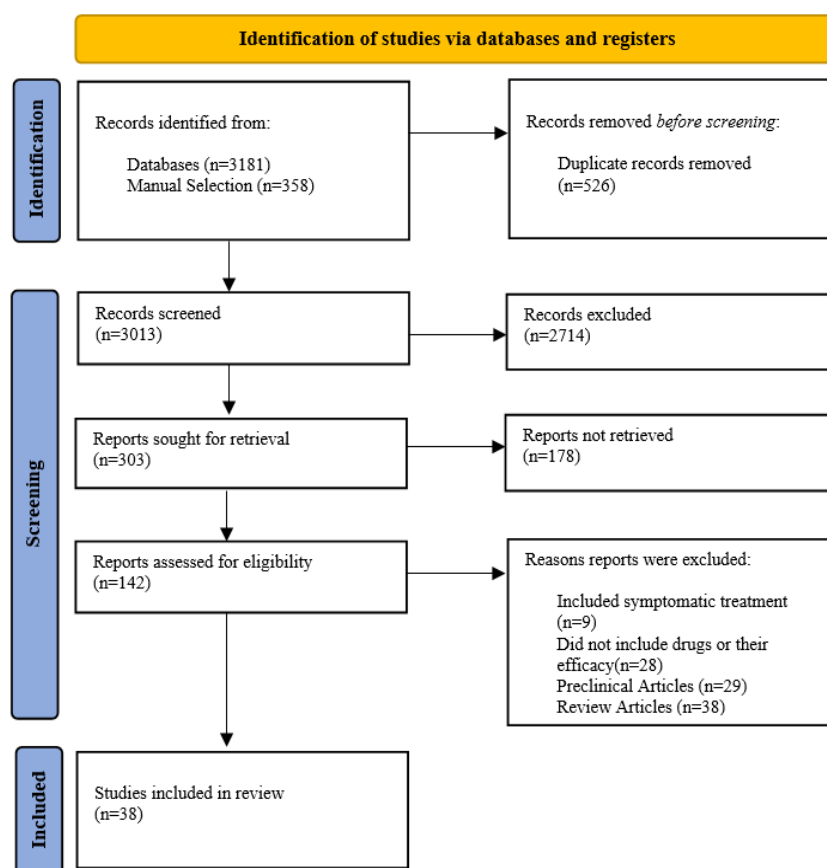 Identification of studies via databases and registers
Identification
Records identified from:
Databases (n=3181)
Manual Selection (n=358)
Records removed before screening:
Duplicate records removed
(n=526)
Screening
Records screened
(n=3013)
Records excluded
(n=2714)
Reports sought for retrieval
(n=303)
Reports not retrieved
(n=178)
Reports assessed for eligibility
(n=142)
Reasons reports were excluded:
Included symptomatic treatment
(n=9)
Did not include drugs or their
efficacy(n=28)
Preclinical Articles (n=29)
Review Articles (n=38)
Included
Studies included in review
(n=38)